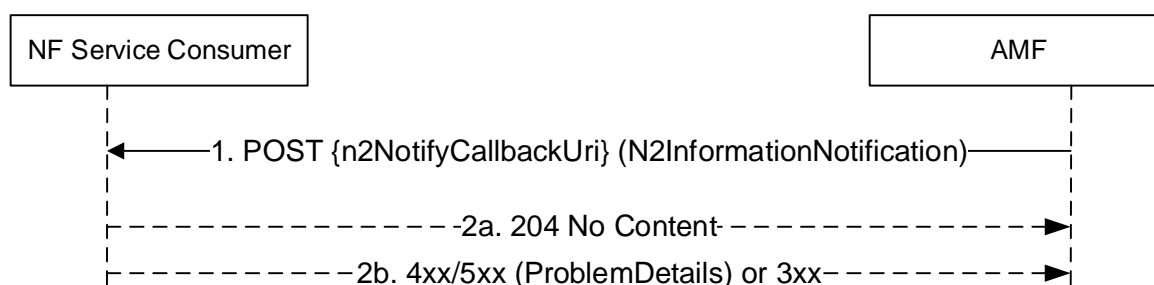 NF Service Consumer
AMF
1. POST {n2NotifyCallbackUri} (N2InformationNotification)
2a. 204 No Content
2b. 4xx/5xx (ProblemDetails) or 3xx